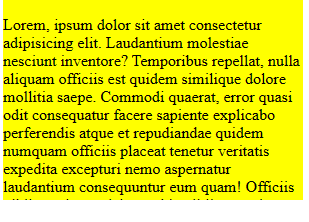 Lorem, ipsum dolor sit amet consectetur
adipisicing elit. Laudantium molestiae
nesciunt inventore? Temporibus repellat, nulla
aliquam officiis est quidem similique dolore
mollitia saepe. Commodi quaerat, error quasi
odit consequatur facere sapiente explicabo
perferendis atque et repudiandae quidem
numquam officiis placeat tenetur veritatis
expedita excepturi nemo aspernatur
laudantium consequuntur eum quam! Officiis